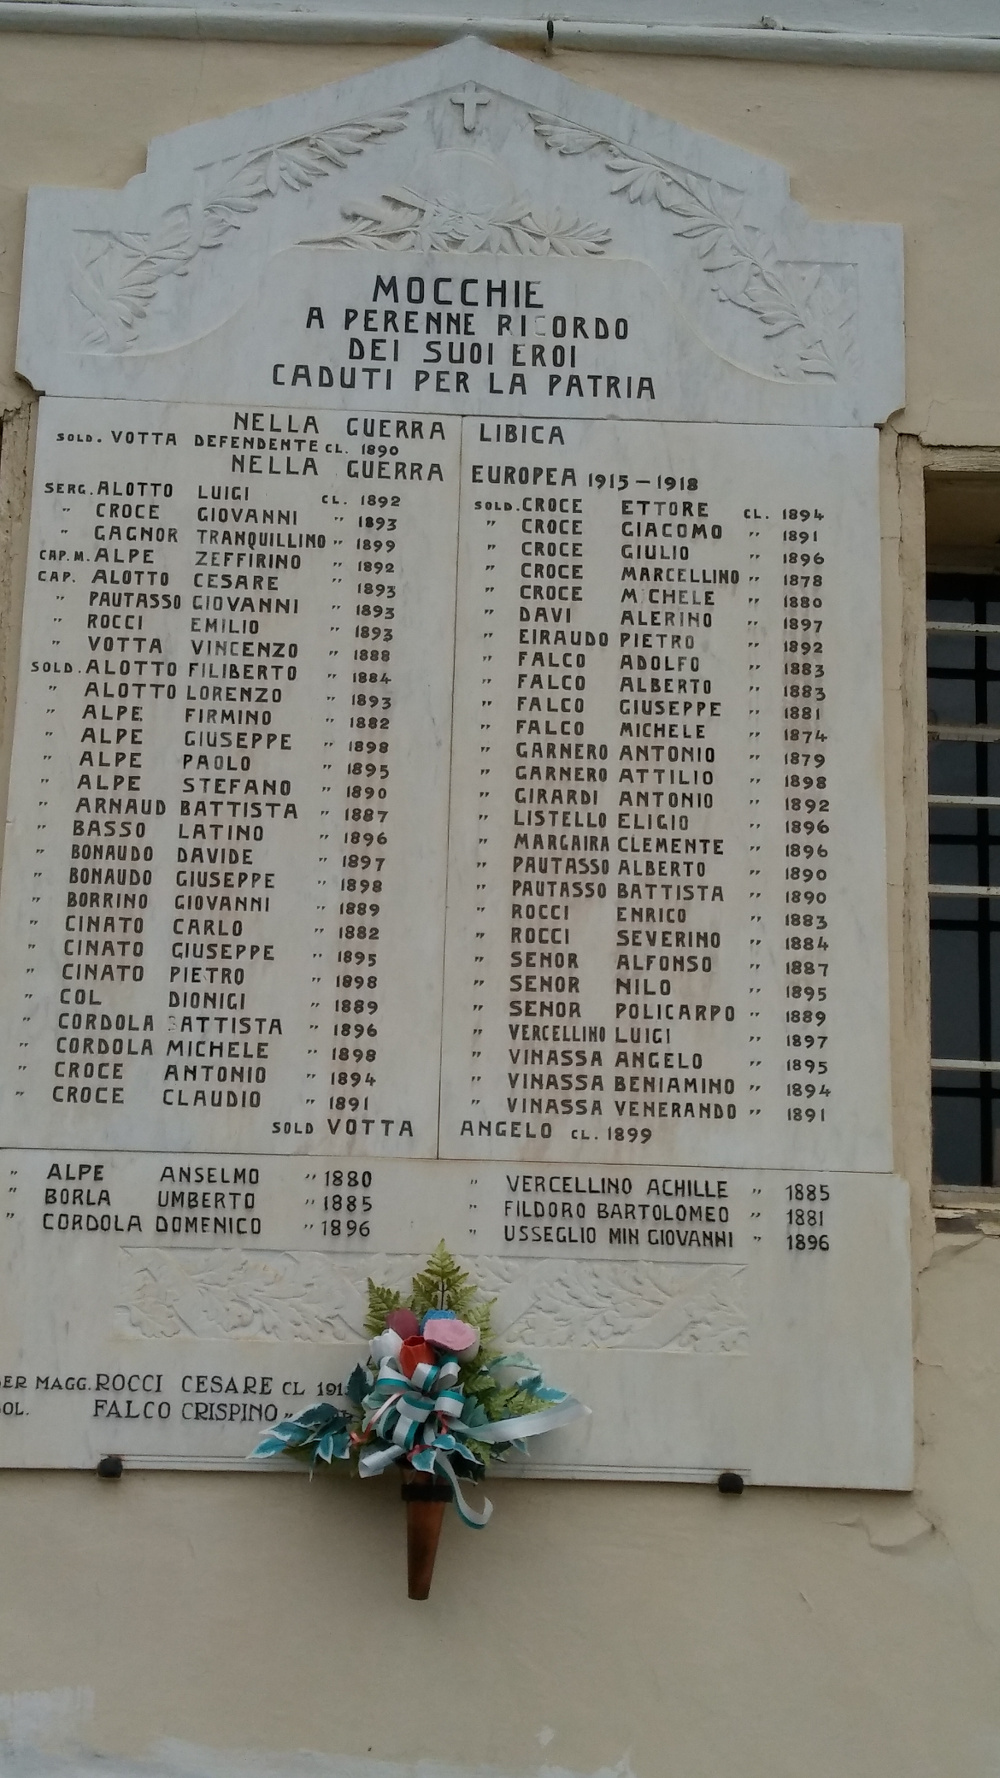 MOCCHIE
A PERENNE RICORDO
DEI SUOI EROI
CADUTI PER LA PATRIA
NELLA GUERRA LIBICA
SOLD. VOTTA DEFENDENTE CL. 1890
NELLA GUERRA EUROPEA 1915-1918
SERG. ALOTTO LUIGI CL. 1892
" CROCE GIOVANNI " 1893
" GAGNOR TRANQUILLINO " 1899
CAP.M. ALPE ZEFFIRINO " 1892
CAP. ALOTTO CESARE " 1893
" PAUTASSO GIOVANNI " 1893
" ROCCI EMILIO " 1893
" VOTTA VINCENZO " 1888
SOLD. ALOTTO FILIBERTO " 1884
" ALOTTO LORENZO " 1893
" ALPE FIRMINO " 1882
" ALPE GIUSEPPE " 1898
" ALPE PAOLO " 1895
" ALPE STEFANO " 1890
" ARNAUD BATTISTA " 1887
" BASSO LATINO " 1896
" BONAUDO DAVIDE " 1897
" BONAUDO GIUSEPPE " 1898
" BORRINO GIOVANNI " 1889
" CINATO CARLO " 1882
" CINATO GIUSEPPE " 1895
" CINATO PIETRO " 1898
" COL DIONIGI " 1889
" CORDOLA BATTISTA " 1896
" CORDOLA MICHELE " 1898
" CROCE ANTONIO " 1894
" CROCE CLAUDIO " 1891
SOLD. CROCE ETTORE CL. 1894
" CROCE GIACOMO " 1891
" CROCE GIULIO " 1896
" CROCE MARCELLINO " 1878
" CROCE MICHELE " 1880
" DAVI ALERINO " 1897
" EIRAUDO PIETRO " 1892
" FALCO ADOLFO " 1883
" FALCO ALBERTO " 1883
" FALCO GIUSEPPE " 1881
" FALCO MICHELE " 1874
" GARNERO ANTONIO " 1879
" GARNERO ATTILIO " 1898
" GIRARDI ANTONIO " 1892
" LISTELLO ELIGIO " 1896
" MARGAIRA CLEMENTE " 1896
" PAUTASSO ALBERTO " 1890
" PAUTASSO BATTISTA " 1890
" ROCCI ENRICO " 1883
" ROCCI SEVERINO " 1884
" SENOR ALFONSO " 1887
" SENOR NILO " 1895
" SENOR POLICARPO " 1889
" VERCELLINO LUIGI " 1897
" VINASSA ANGELO " 1895
" VINASSA BENIAMINO " 1894
" VINASSA VENERANDO " 1891
SOLD VOTTA ANGELO CL. 1899
" ALPE ANSELMO " 1880
" BORLA UMBERTO " 1885
" CORDOLA DOMENICO " 1896
" VERCELLINO ACHILLE " 1885
" FILDORO BARTOLOMEO " 1881
" USSEGLIO MIN GIOVANNI " 1896
SER MAGG. ROCCI CESARE CL
SOL. FALCO CRISPINO "